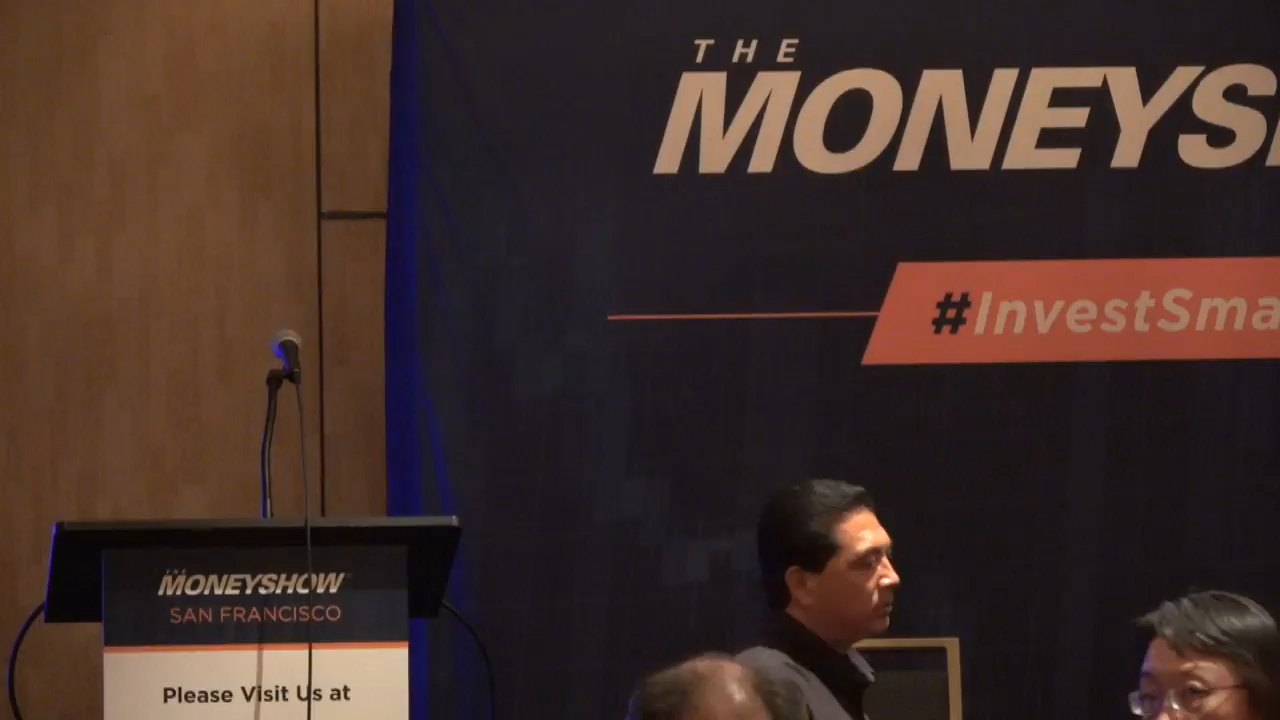 THE
MONEYS
#InvestSma
THE
MONEYSHOW
SAN FRANCISCO
Please Visit Us at